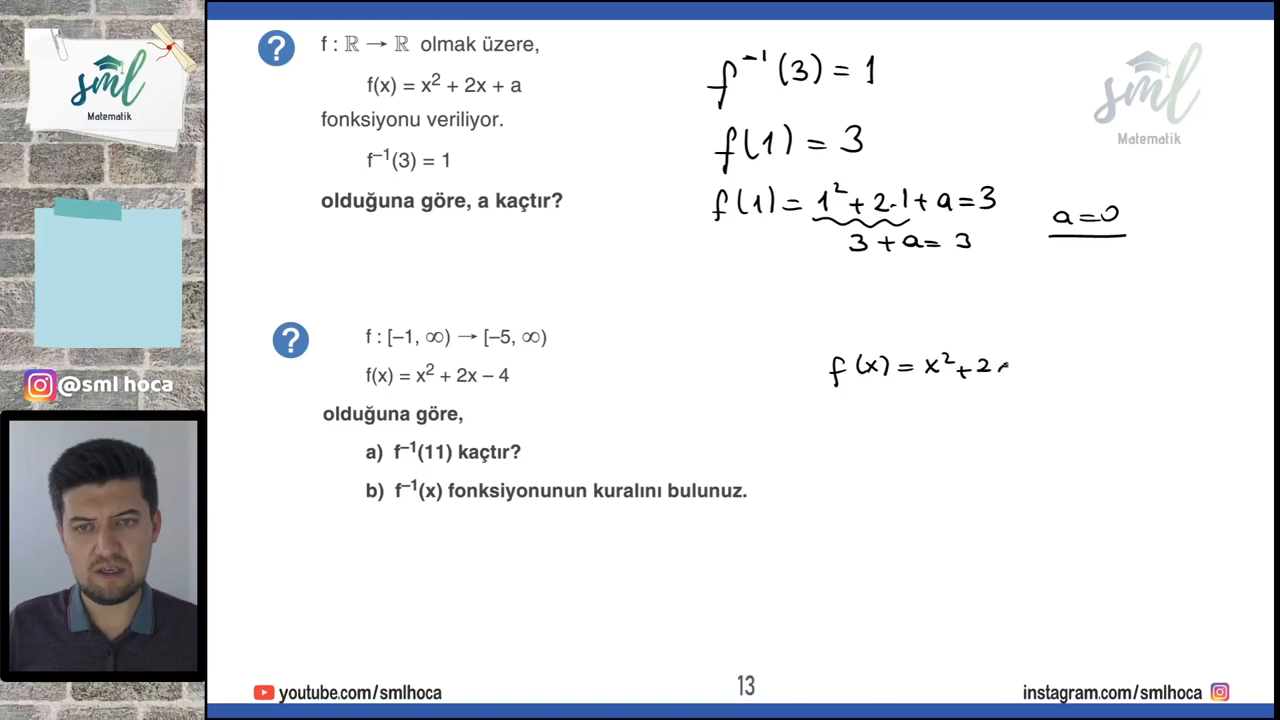 sml
Matematik
@sml hoca
f : ℝ → ℝ olmak üzere,
f(x) = x² + 2x + a
fonksiyonu veriliyor.
f⁻¹(3) = 1
olduğuna göre, a kaçtır?
f⁻¹(3) = 1
f(1) = 3
f(1) = 1² + 2.1 + a = 3
3 + a = 3
a = 0
sml
Matematik
f : [–1, ∞) → [–5, ∞)
f(x) = x² + 2x – 4
olduğuna göre,
a) f⁻¹(11) kaçtır?
b) f⁻¹(x) fonksiyonunun kuralını bulunuz.
f(x) = x² + 2
youtube.com/smlhoca
13
instagram.com/smlhoca